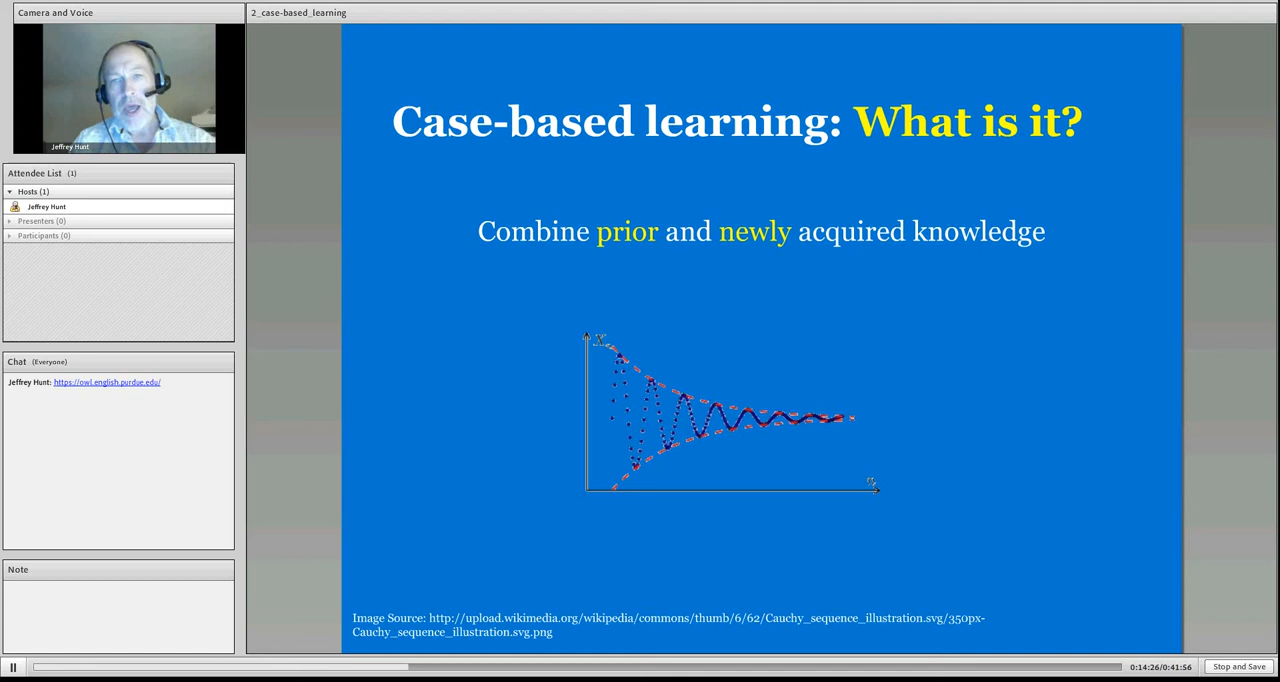 Camera and Voice
Jeffrey Hunt
Attendee List (1)
Hosts (1)
Jeffrey Hunt
Presenters (0)
Participants (0)
Chat (Everyone)
Jeffrey Hunt: https://owl.english.purdue.edu/
Note
2_case-based_learning
Case-based learning: What is it?
Combine prior and newly acquired knowledge
Image Source: http://upload.wikimedia.org/wikipedia/commons/thumb/6/62/Cauchy_sequence_illustration.svg/350px-
Cauchy_sequence_illustration.svg.png
0:14:26/0:41:56
Stop and Save